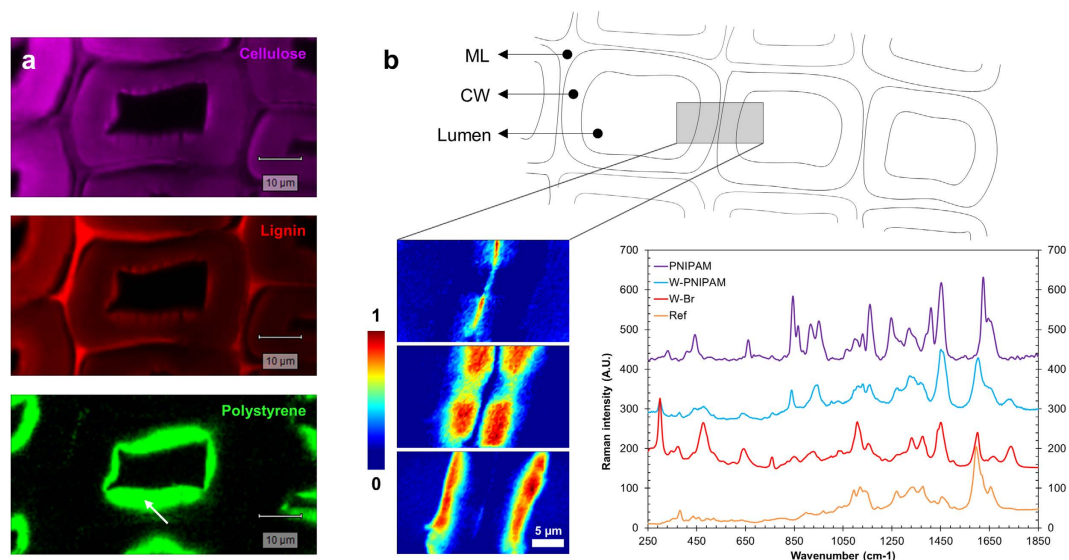 a
Cellulose
10 μm
Lignin
10 μm
Polystyrene
10 μm
b
ML
CW
Lumen
1
0
5 μm
700
600
500
400
300
200
100
0
Raman intensity (A.U.)
PNIPAM
W-PNIPAM
W-Br
Ref
700
600
500
400
300
200
100
0
250 450 650 850 1050 1250 1450 1650 1850
Wavenumber (cm-1)